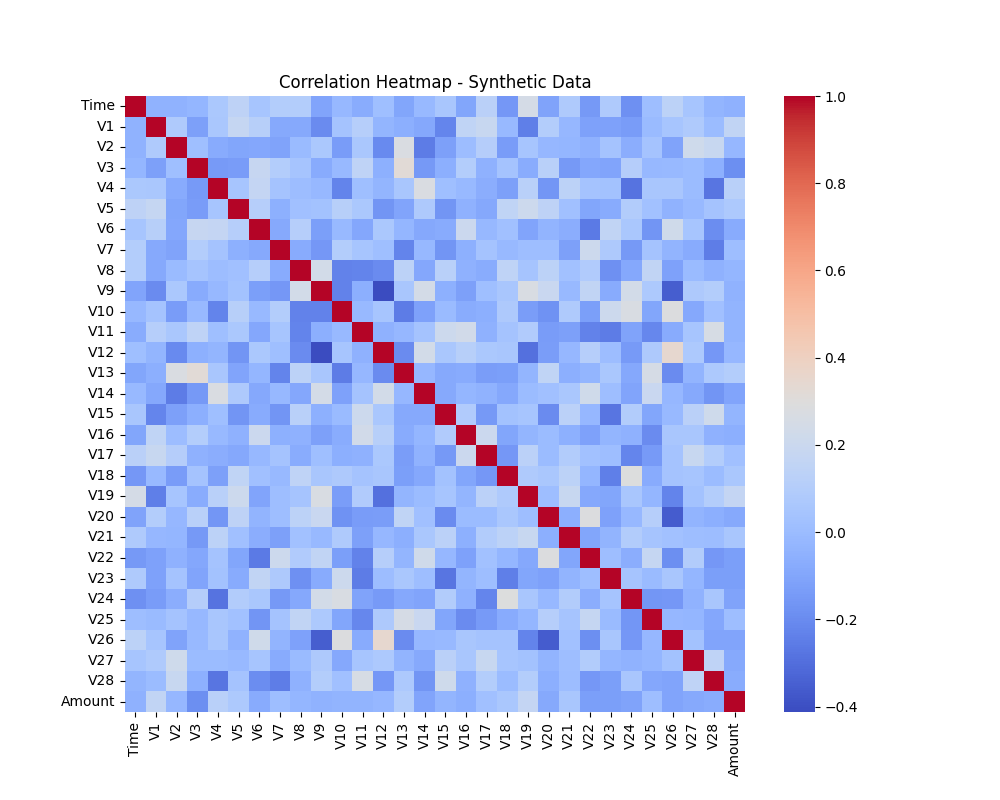 Correlation Heatmap - Synthetic Data
Time
V1
V2
V3
V4
V5
V6
V7
V8
V9
V10
V11
V12
V13
V14
V15
V16
V17
V18
V19
V20
V21
V22
V23
V24
V25
V26
V27
V28
Amount
Time V1 V2 V3 V4 V5 V6 V7 V8 V9 V10 V11 V12 V13 V14 V15 V16 V17 V18 V19 V20 V21 V22 V23 V24 V25 V26 V27 V28 Amount
1.0
0.8
0.6
0.4
0.2
0.0
−0.2
−0.4